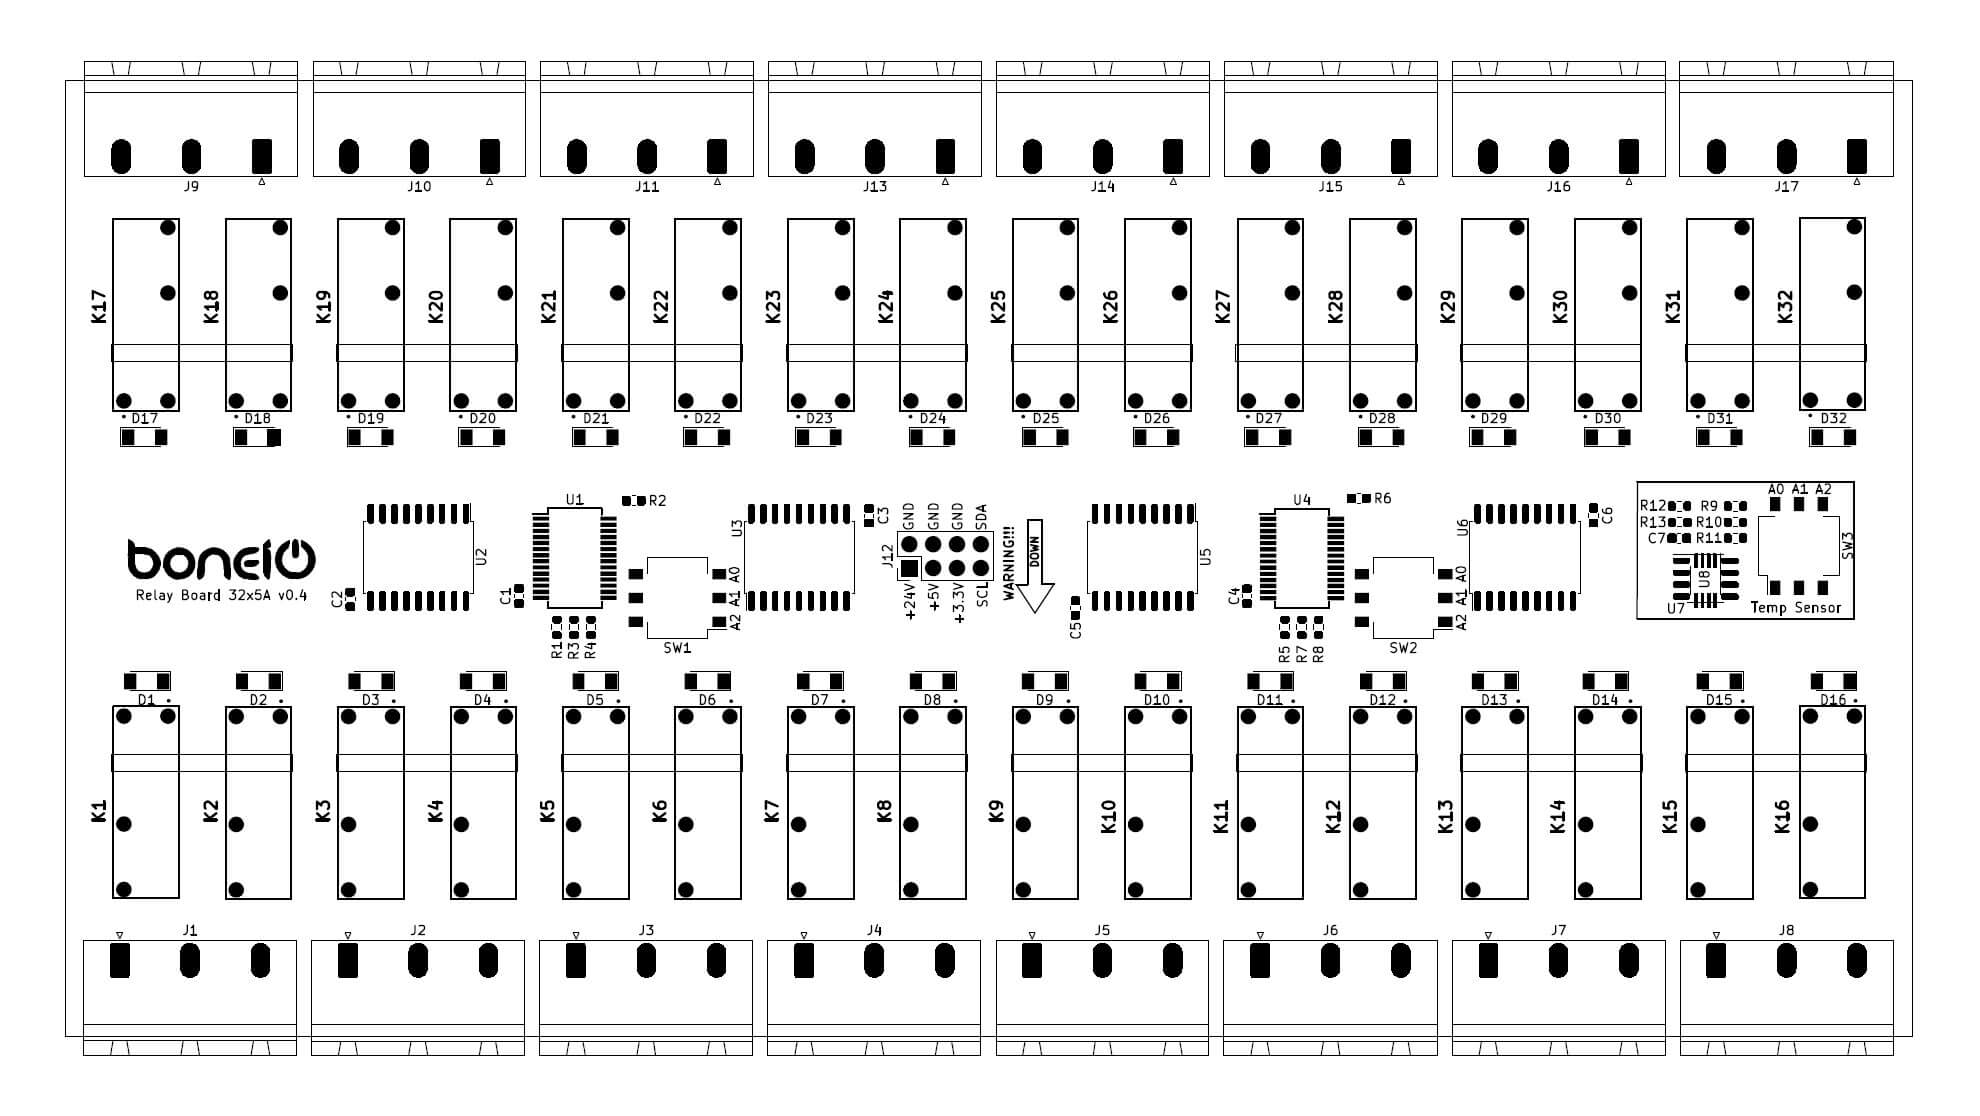 J9 J10 J11 J13 J14 J15 J16 J17
K17 K18 K19 K20 K21 K22 K23 K24 K25 K26 K27 K28 K29 K30 K31 K32
D17 D18 D19 D20 D21 D22 D23 D24 D25 D26 D27 D28 D29 D30 D31 D32
boneIO
Relay Board 32x5A v0.4
C2
U2
C1
U1
R2
R1 R3 R4
A0
A1
A2
SW1
U3
C3
J12
GND GND GND SDA
+24V +5V +3.3V SCL
WARNING!!!
DOWN
C5
U5
C4
U4
R6
R5 R7 R8
A0
A1
A2
SW2
U6
C6
A0 A1 A2
R12 R9
R13 R10
C7 R11
SW3
U8
U7
Temp Sensor
D1 D2 D3 D4 D5 D6 D7 D8 D9 D10 D11 D12 D13 D14 D15 D16
K1 K2 K3 K4 K5 K6 K7 K8 K9 K10 K11 K12 K13 K14 K15 K16
J1 J2 J3 J4 J5 J6 J7 J8